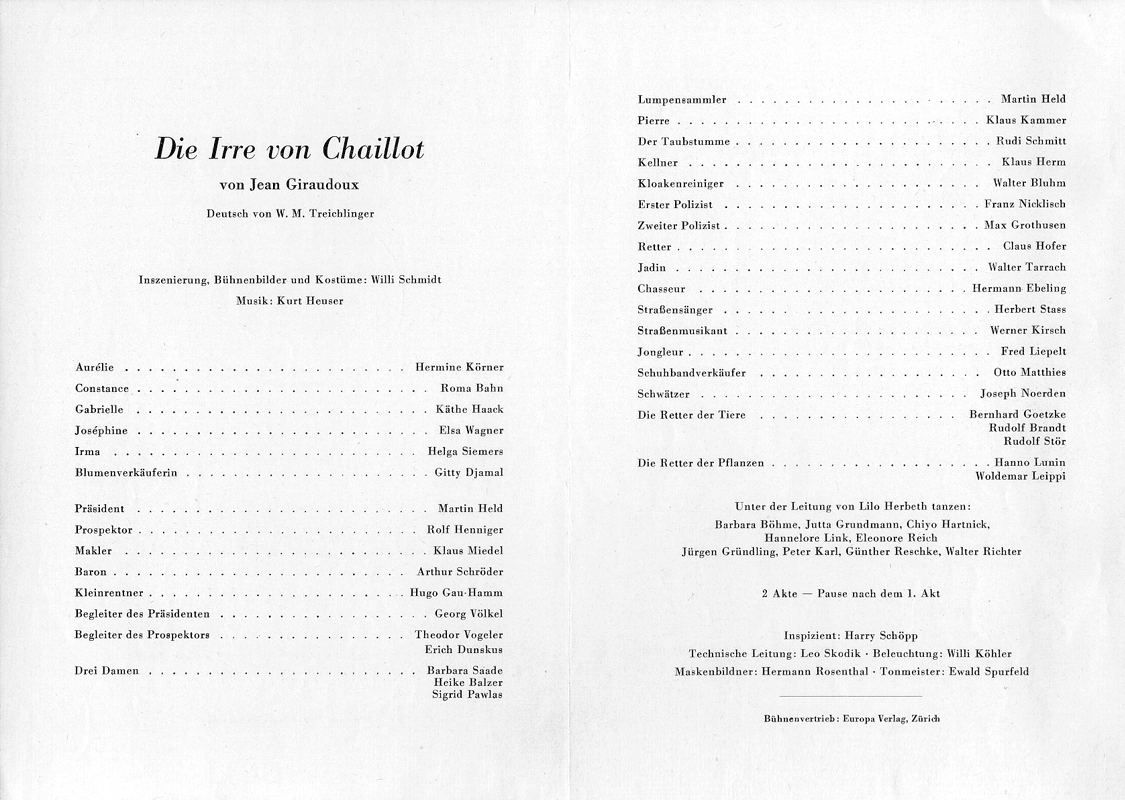 Die Irre von Chaillot
von Jean Giraudoux
Deutsch von W. M. Treichlinger
Inszenierung, Bühnenbilder und Kostüme: Willi Schmidt
Musik: Kurt Heuser
Aurélie . . . . . . . . . . . . . . . . . . . . . . . . Hermine Körner
Constance . . . . . . . . . . . . . . . . . . . . . . . . Roma Bahn
Gabrielle . . . . . . . . . . . . . . . . . . . . . . . . Käthe Haack
Joséphine . . . . . . . . . . . . . . . . . . . . . . . . Elsa Wagner
Irma . . . . . . . . . . . . . . . . . . . . . . . . Helga Siemers
Blumenverkäuferin . . . . . . . . . . . . . . . . . . . . . Gitty Djamal
Präsident . . . . . . . . . . . . . . . . . . . . . . . . Martin Held
Prospektor . . . . . . . . . . . . . . . . . . . . . . . . Rolf Henniger
Makler . . . . . . . . . . . . . . . . . . . . . . . . Klaus Miedel
Baron . . . . . . . . . . . . . . . . . . . . . . . . Arthur Schröder
Kleinrentner . . . . . . . . . . . . . . . . . . . . . . Hugo Gau-Hamm
Begleiter des Präsidenten . . . . . . . . . . . . . . . . . . Georg Völkel
Begleiter des Prospektors . . . . . . . . . . . . . . . . Theodor Vogeler
Erich Dunskus
Drei Damen . . . . . . . . . . . . . . . . . . . . . . . Barbara Saade
Heike Balzer
Sigrid Pawlas
Lumpensammler . . . . . . . . . . . . . . . . . . . . . . Martin Held
Pierre . . . . . . . . . . . . . . . . . . . . . . . . . . Klaus Kammer
Der Taubstumme . . . . . . . . . . . . . . . . . . . . . . Rudi Schmitt
Kellner . . . . . . . . . . . . . . . . . . . . . . . . . . Klaus Herm
Kloakenreiniger . . . . . . . . . . . . . . . . . . . . . Walter Bluhm
Erster Polizist . . . . . . . . . . . . . . . . . . . . . . Franz Nicklisch
Zweiter Polizist . . . . . . . . . . . . . . . . . . . . . . Max Grothusen
Retter . . . . . . . . . . . . . . . . . . . . . . . . . . Claus Hofer
Jadin . . . . . . . . . . . . . . . . . . . . . . . . . . Walter Tarrach
Chasseur . . . . . . . . . . . . . . . . . . . . . . . Hermann Ebeling
Straßensänger . . . . . . . . . . . . . . . . . . . . . . . Herbert Stass
Straßenmusikant . . . . . . . . . . . . . . . . . . . . . Werner Kirsch
Jongleur . . . . . . . . . . . . . . . . . . . . . . . . . Fred Liepelt
Schuhbandverkäufer . . . . . . . . . . . . . . . . . . . Otto Matthies
Schwätzer . . . . . . . . . . . . . . . . . . . . . . . Joseph Noerden
Die Retter der Tiere . . . . . . . . . . . . . . . . . Bernhard Goetzke
Rudolf Brandt
Rudolf Stör
Die Retter der Pflanzen . . . . . . . . . . . . . . . . . . . Hanno Lunin
Woldemar Leippi
Unter der Leitung von Lilo Herbeth tanzen:
Barbara Böhme, Jutta Grundmann, Chiyo Hartnick,
Hannelore Link, Eleonore Reich
Jürgen Gründling, Peter Karl, Günther Reschke, Walter Richter
2 Akte — Pause nach dem 1. Akt
Inspizient: Harry Schöpp
Technische Leitung: Leo Skodik · Beleuchtung: Willi Köhler
Maskenbildner: Hermann Rosenthal · Tonmeister: Ewald Spurfeld
Bühnenvertrieb: Europa Verlag, Zürich